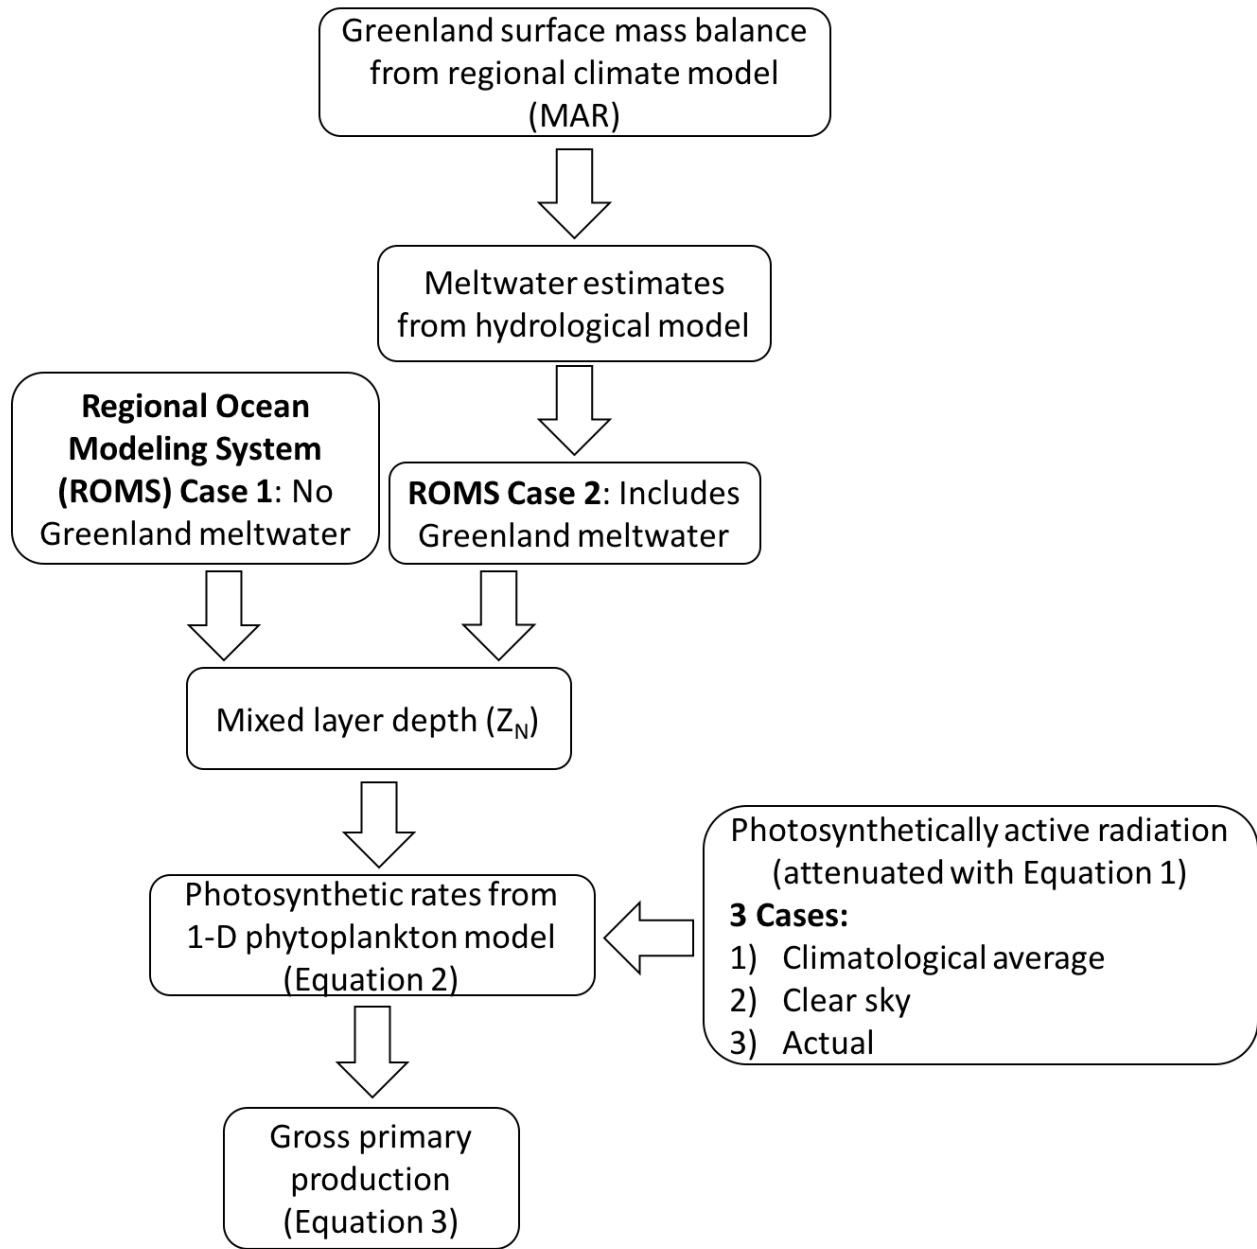 Greenland surface mass balance
from regional climate model
(MAR)
Meltwater estimates
from hydrological model
Regional Ocean
Modeling System
(ROMS) Case 1: No
Greenland meltwater
ROMS Case 2: Includes
Greenland meltwater
Mixed layer depth (Z_N)
Photosynthetic rates from
1-D phytoplankton model
(Equation 2)
Photosynthetically active radiation
(attenuated with Equation 1)
3 Cases:
1) Climatological average
2) Clear sky
3) Actual
Gross primary
production
(Equation 3)